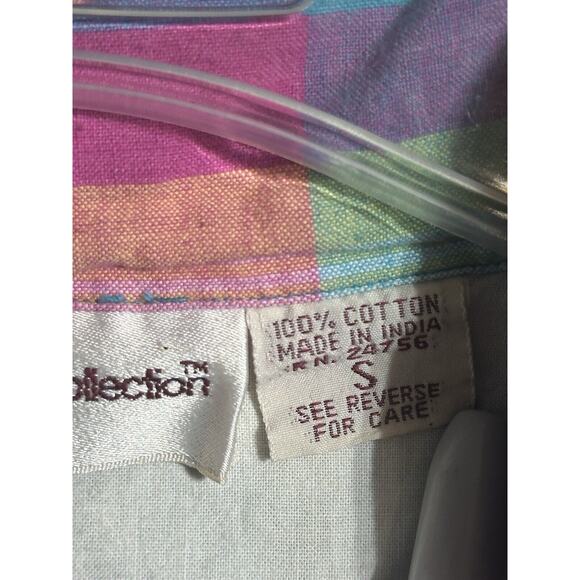 ollection™
100% COTTON
MADE IN INDIA
RN. 24756
S
SEE REVERSE
FOR CARE